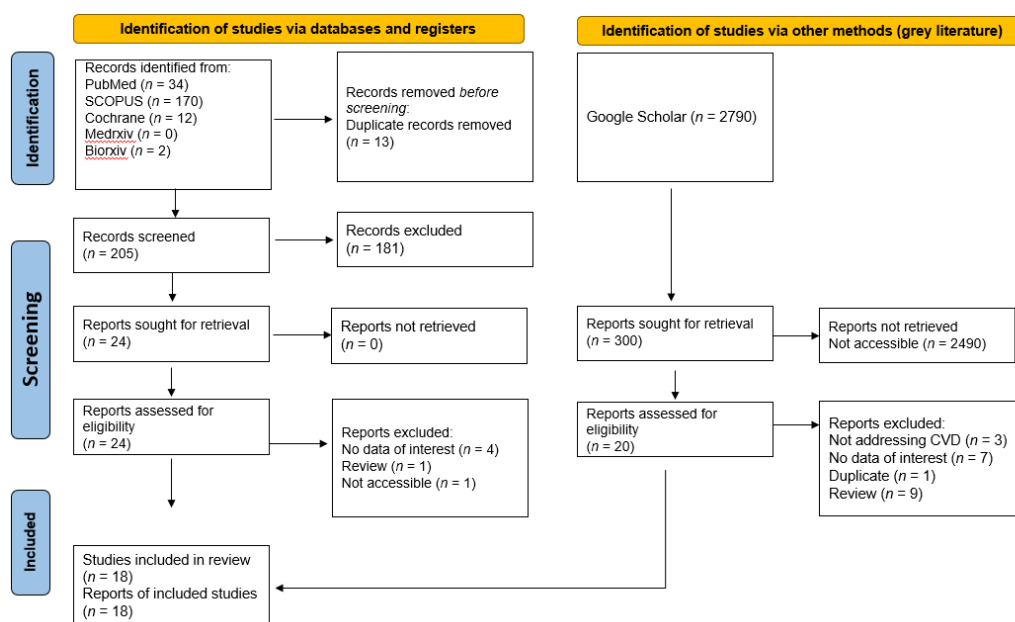 Identification of studies via databases and registers
Identification of studies via other methods (grey literature)
Identification
Records identified from:
PubMed (n = 34)
SCOPUS (n = 170)
Cochrane (n = 12)
Medrxiv (n = 0)
Biorxiv (n = 2)
Records removed before
screening:
Duplicate records removed
(n = 13)
Google Scholar (n = 2790)
Screening
Records screened
(n = 205)
Records excluded
(n = 181)
Reports sought for retrieval
(n = 24)
Reports not retrieved
(n = 0)
Reports sought for retrieval
(n = 300)
Reports not retrieved
Not accessible (n = 2490)
Reports assessed for
eligibility
(n = 24)
Reports excluded:
No data of interest (n = 4)
Review (n = 1)
Not accessible (n = 1)
Reports assessed for
eligibility
(n = 20)
Reports excluded:
Not addressing CVD (n = 3)
No data of interest (n = 7)
Duplicate (n = 1)
Review (n = 9)
Included
Studies included in review
(n = 18)
Reports of included studies
(n = 18)